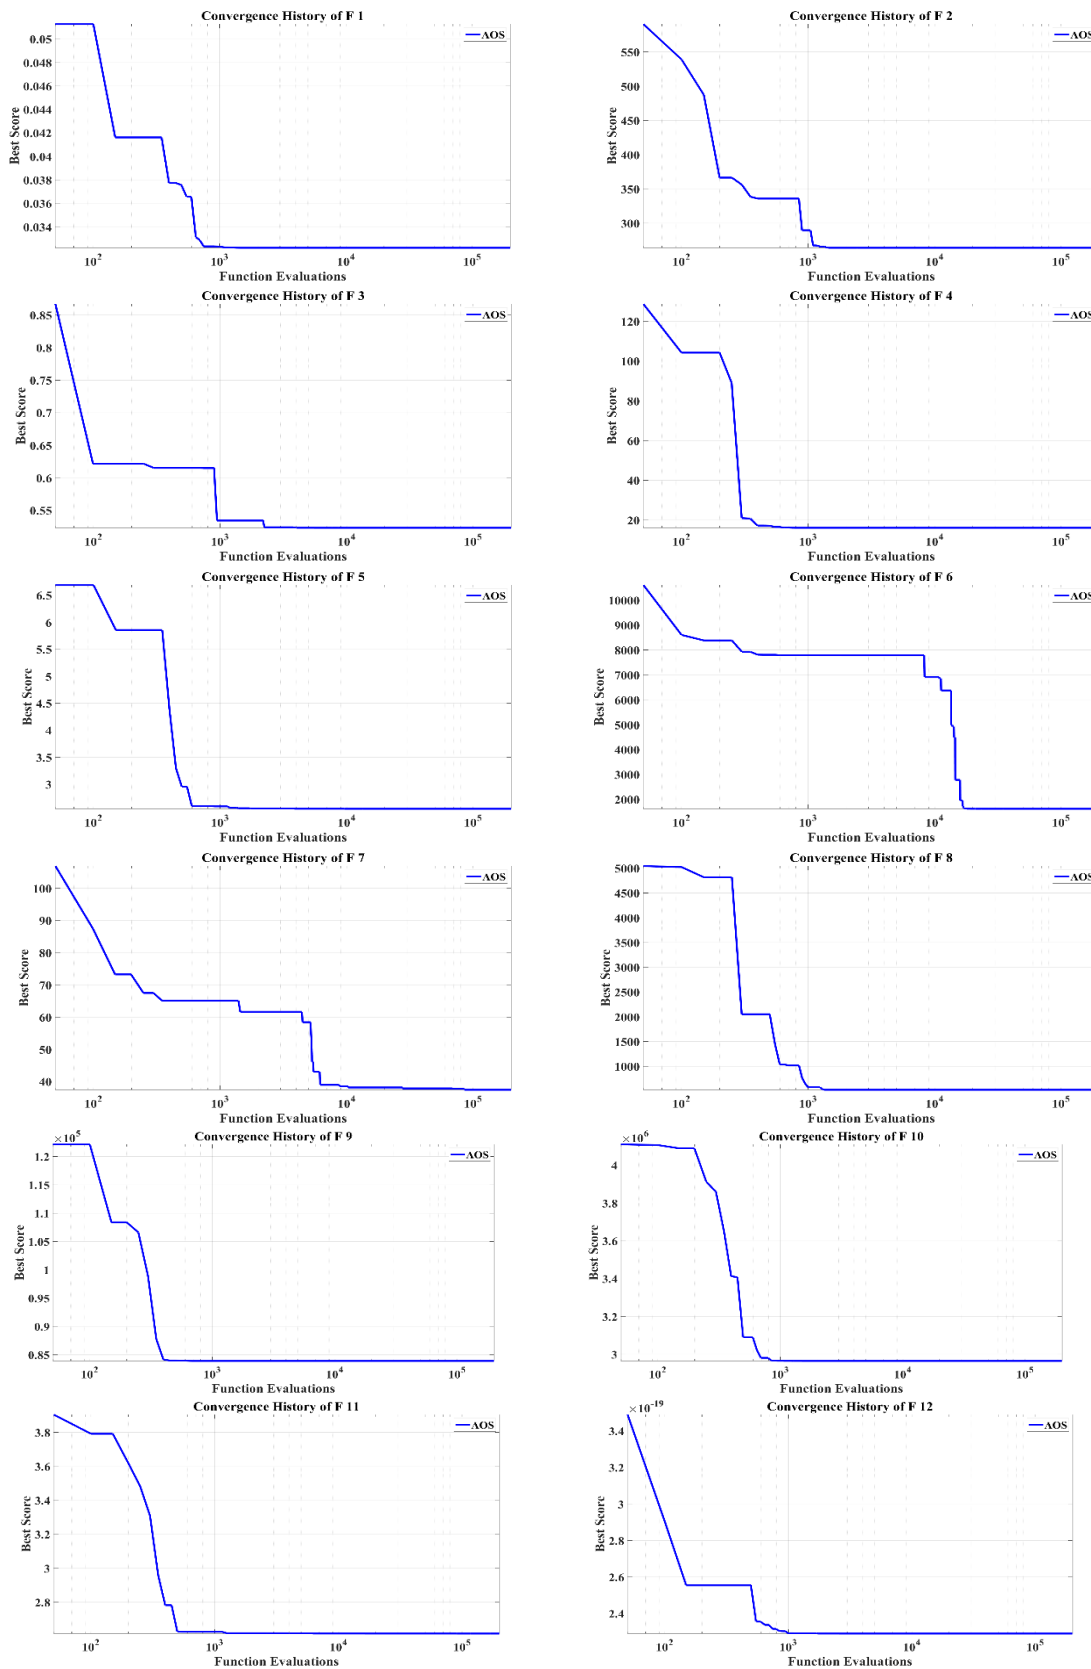 Convergence History of F 1
AOS
Best Score
0.05
0.048
0.046
0.044
0.042
0.04
0.038
0.036
0.034
10^2 10^3 10^4 10^5
Function Evaluations
Convergence History of F 2
AOS
Best Score
550
500
450
400
350
300
10^2 10^3 10^4 10^5
Function Evaluations
Convergence History of F 3
AOS
Best Score
0.85
0.8
0.75
0.7
0.65
0.6
0.55
10^2 10^3 10^4 10^5
Function Evaluations
Convergence History of F 4
AOS
Best Score
120
100
80
60
40
20
10^2 10^3 10^4 10^5
Function Evaluations
Convergence History of F 5
AOS
Best Score
6.5
6
5.5
5
4.5
4
3.5
3
10^2 10^3 10^4 10^5
Function Evaluations
Convergence History of F 6
AOS
Best Score
10000
9000
8000
7000
6000
5000
4000
3000
2000
10^2 10^3 10^4 10^5
Function Evaluations
Convergence History of F 7
AOS
Best Score
100
90
80
70
60
50
40
10^2 10^3 10^4 10^5
Function Evaluations
Convergence History of F 8
AOS
Best Score
5000
4500
4000
3500
3000
2500
2000
1500
1000
10^2 10^3 10^4 10^5
Function Evaluations
×10^5
Convergence History of F 9
AOS
Best Score
1.2
1.15
1.1
1.05
1
0.95
0.9
0.85
10^2 10^3 10^4 10^5
Function Evaluations
×10^6
Convergence History of F 10
AOS
Best Score
4
3.8
3.6
3.4
3.2
3
10^2 10^3 10^4 10^5
Function Evaluations
Convergence History of F 11
AOS
Best Score
3.8
3.6
3.4
3.2
3
2.8
10^2 10^3 10^4 10^5
Function Evaluations
×10^-19
Convergence History of F 12
AOS
Best Score
3.4
3.2
3
2.8
2.6
2.4
10^2 10^3 10^4 10^5
Function Evaluations